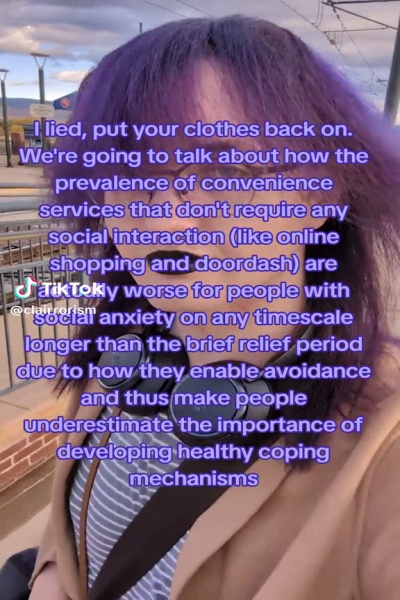 I lied, put your clothes back on.
We're going to talk about how the
prevalence of convenience
services that don't require any
social interaction (like online
shopping and doordash) are
worse for people with
social anxiety on any timescale
longer than the brief relief period
due to how they enable avoidance
and thus make people
underestimate the importance of
developing healthy coping
mechanisms
TikTok
@clairrorism